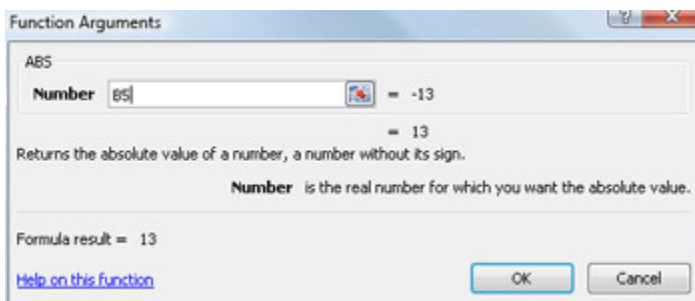 Function Arguments
ABS
Number B5 = -13
= 13
Returns the absolute value of a number, a number without its sign.
Number is the real number for which you want the absolute value.
Formula result = 13
Help on this function
OK Cancel